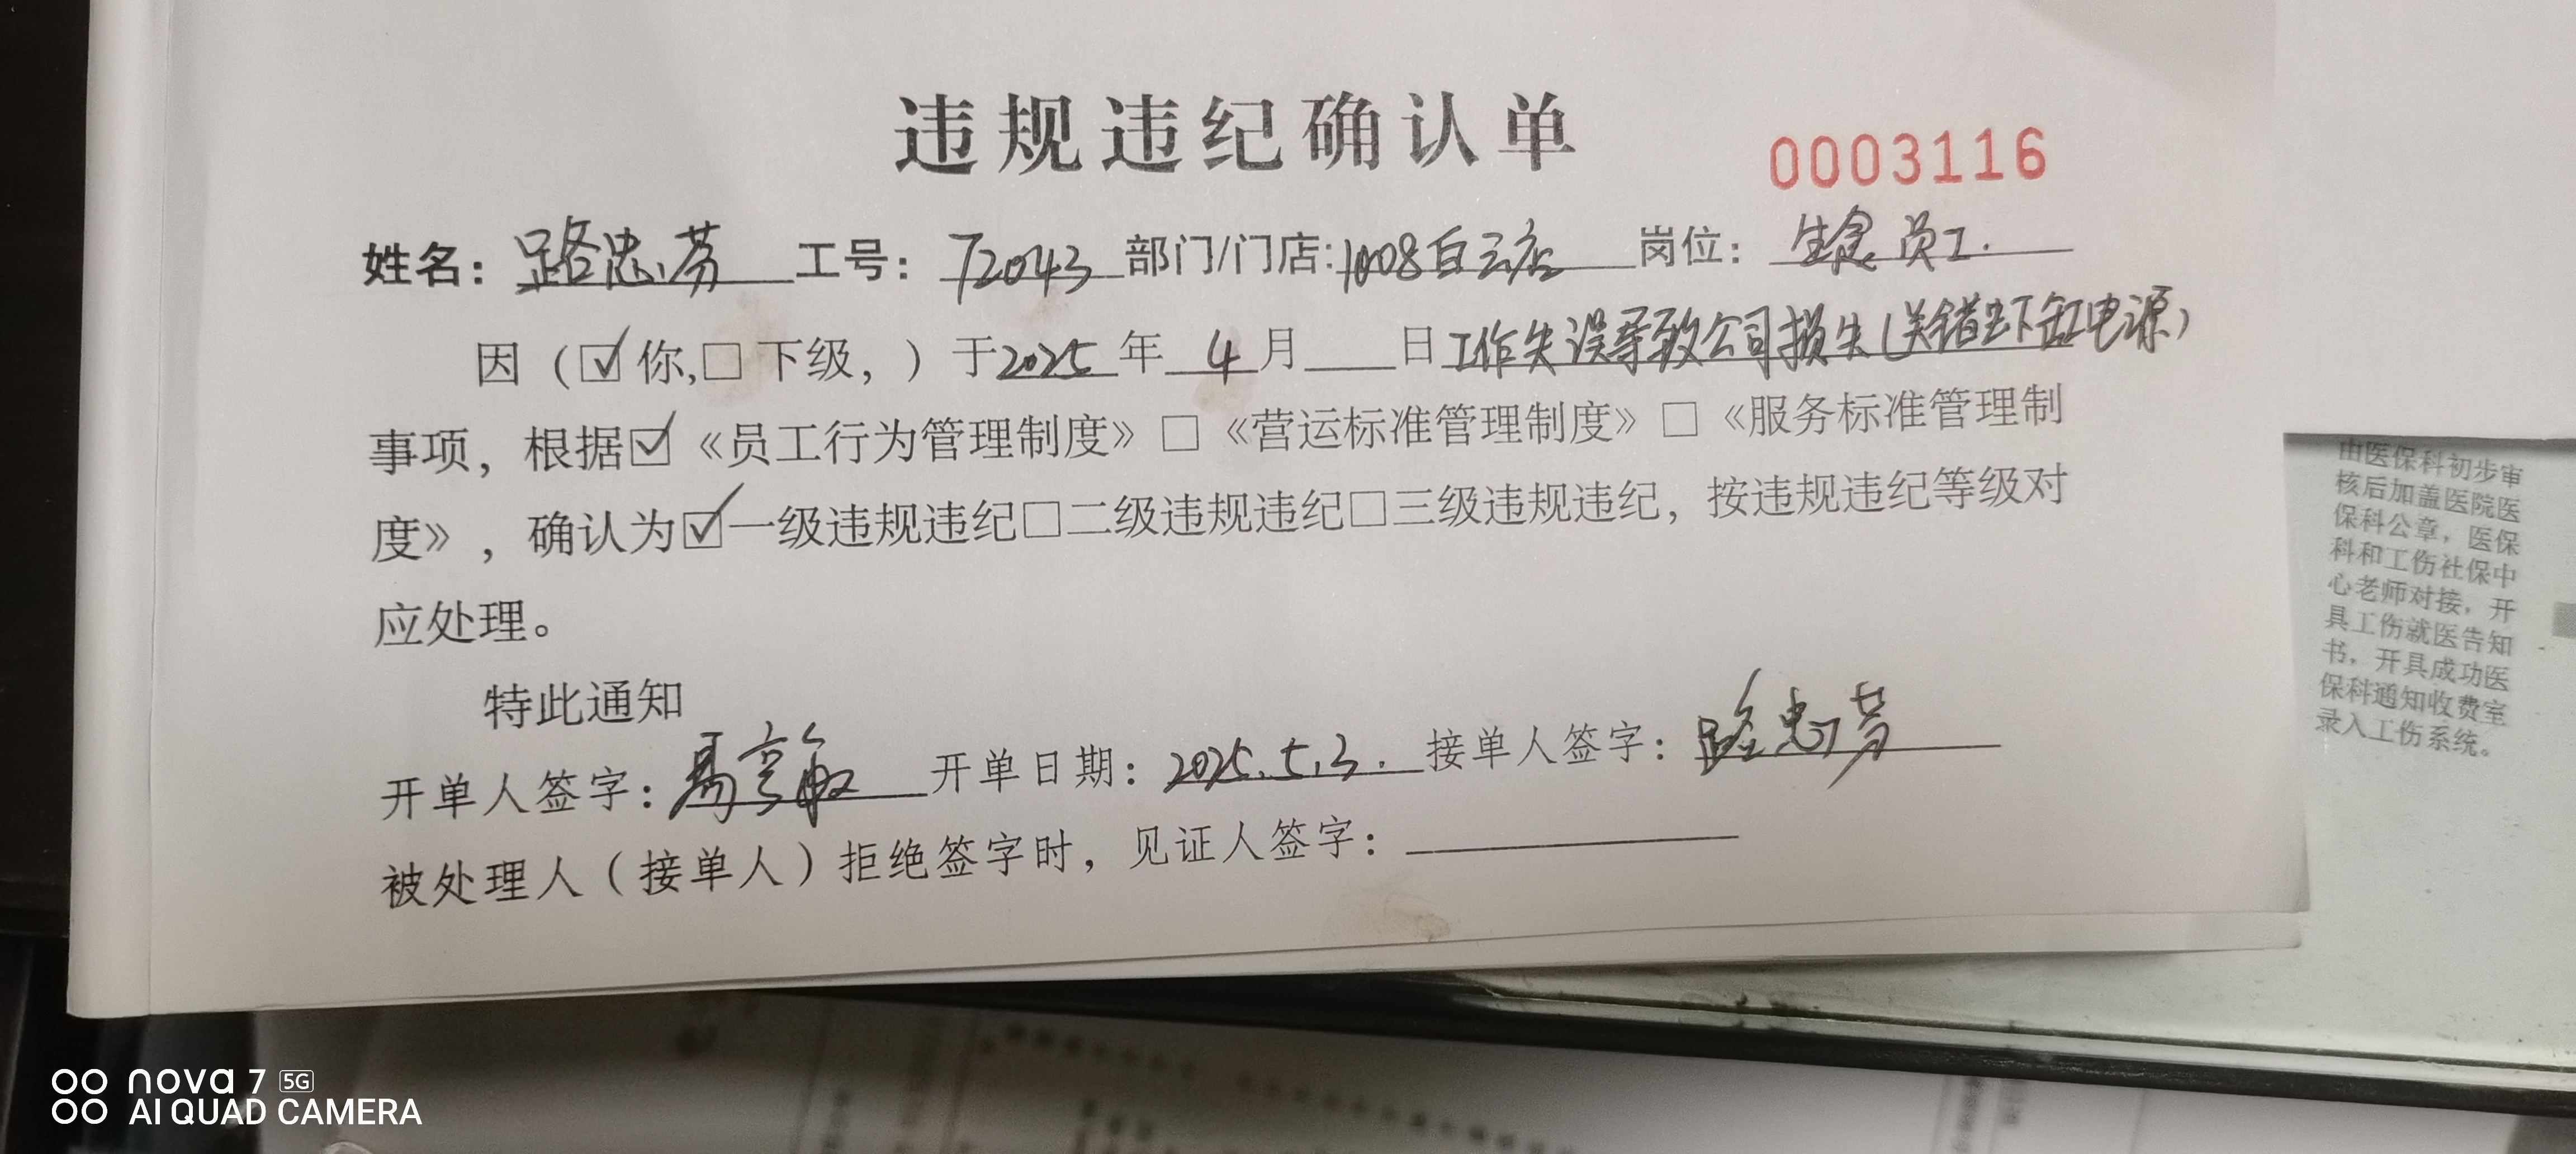 违规违纪确认单
0003116
姓名：路忠芬 工号：72043 部门/门店:1008白云店 岗位：生鲜员工.
因（☑你,□下级，）于2025年4月 日工作失误导致公司损失(关错 下缸电源)
事项，根据☑《员工行为管理制度》□《营运标准管理制度》□《服务标准管理制
度》，确认为☑一级违规违纪□二级违规违纪□三级违规违纪，按违规违纪等级对
应处理。
特此通知
开单人签字： 敏 开单日期：2025.5.3. 接单人签字：路忠芬
被处理人（接单人）拒绝签字时，见证人签字：
由医保科初步审
核后加盖医院医
保科公章，医保
科和工伤社保中
心老师对接，开
具工伤就医告知
书，开具成功医
保科通知收费室
录入工伤系统。
nova 7 5G
AI QUAD CAMERA